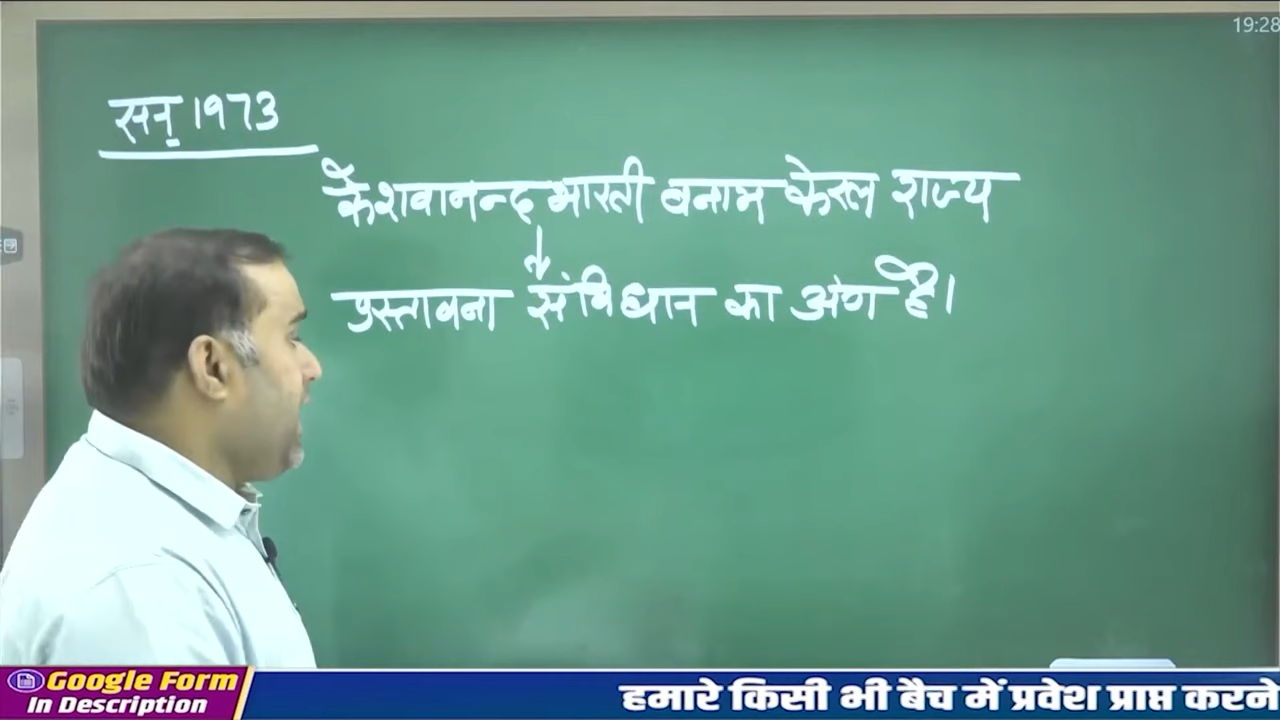 19:28
सन् 1973
केशवानन्द भारती बनाम केरल राज्य
प्रस्तावना संविधान का अंग है।
Google Form
In Description
हमारे किसी भी बैच में प्रवेश प्राप्त करने